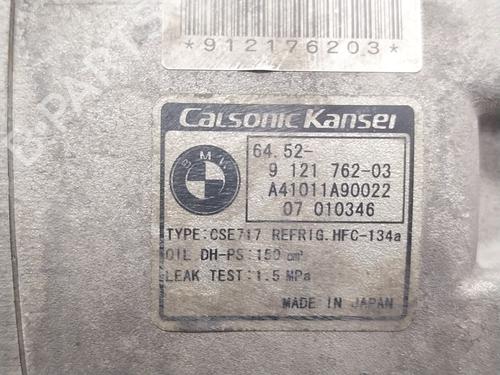 *912176203*
Calsonic Kansei
BMW
64.52-
9 121 762-03
A41011A90022
07 010346
TYPE:CSE717 REFRIG.HFC-134a
OIL DH-PS:150 cm³
LEAK TEST:1.5 MPa
MADE IN JAPAN